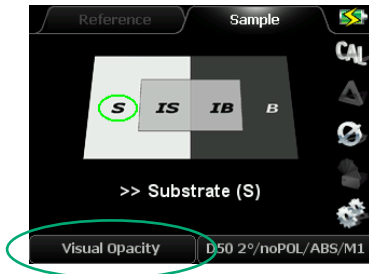 Reference Sample
CAL
S IS IB B
>> Substrate (S)
Visual Opacity D50 2°/noPOL/ABS/M1